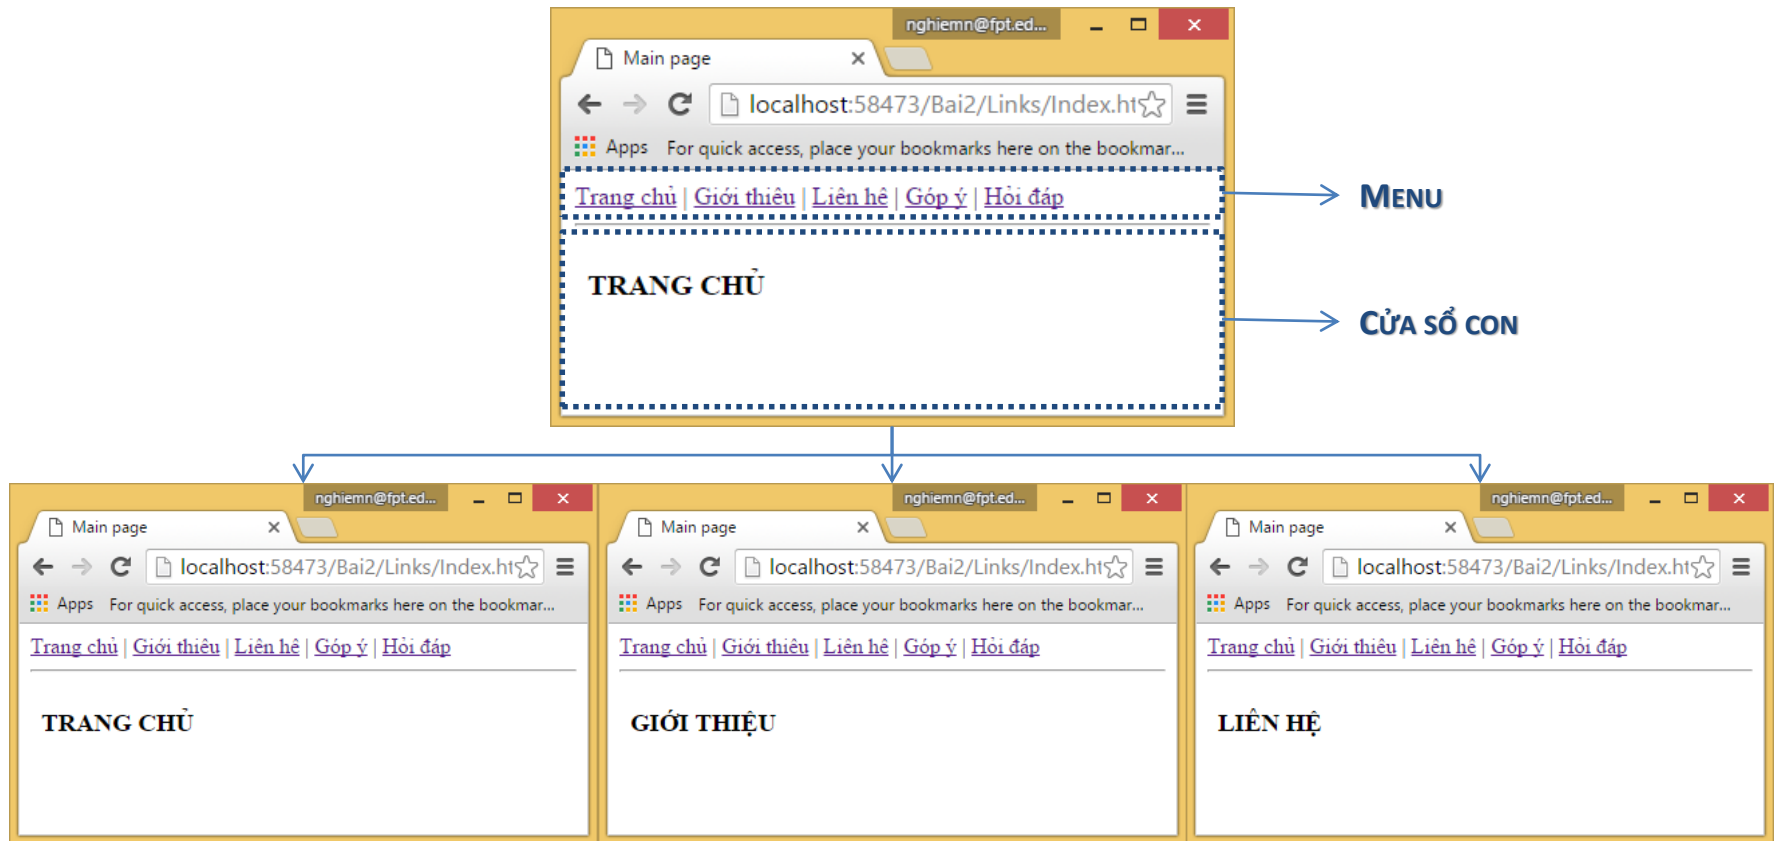 nghiemn@fpt.ed...
Main page
localhost:58473/Bai2/Links/Index.ht
Apps For quick access, place your bookmarks here on the bookmar...
Trang chủ | Giới thiệu | Liên hê | Góp ý | Hỏi đáp
MENU
TRANG CHỦ
CỬA SỔ CON
nghiemn@fpt.ed...
Main page
localhost:58473/Bai2/Links/Index.ht
Apps For quick access, place your bookmarks here on the bookmar...
Trang chủ | Giới thiệu | Liên hê | Góp ý | Hỏi đáp
TRANG CHỦ
nghiemn@fpt.ed...
Main page
localhost:58473/Bai2/Links/Index.ht
Apps For quick access, place your bookmarks here on the bookmar...
Trang chủ | Giới thiệu | Liên hê | Góp ý | Hỏi đáp
GIỚI THIỆU
nghiemn@fpt.ed...
Main page
localhost:58473/Bai2/Links/Index.ht
Apps For quick access, place your bookmarks here on the bookmar...
Trang chủ | Giới thiệu | Liên hê | Góp ý | Hỏi đáp
LIÊN HỆ